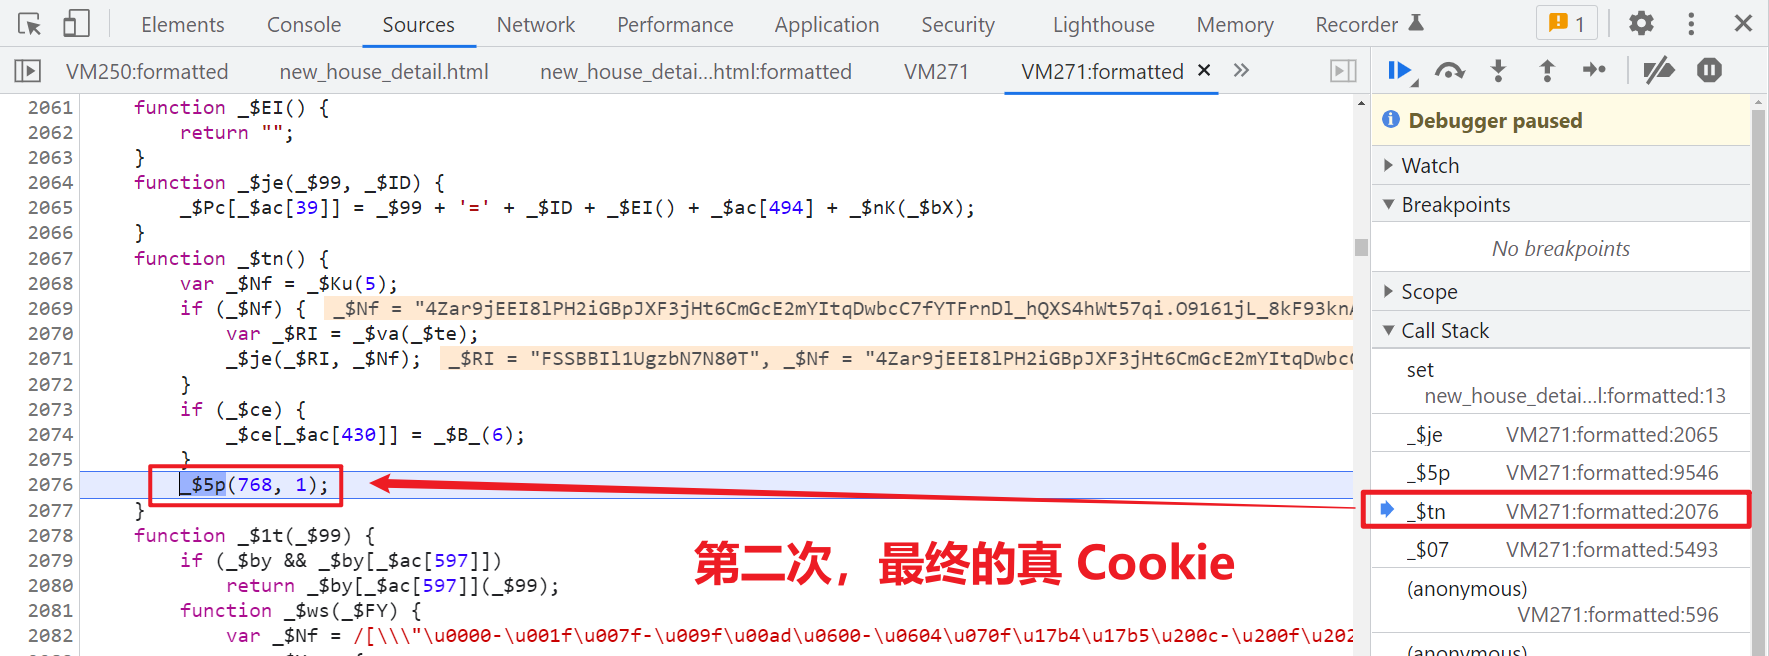 Elements Console Sources Network Performance Memory Application Security Lighthouse Memory Recorder 1
VM250:formatted new_house_detail.html new_house_detai...html:formatted VM271 VM271:formatted × »
2061 function _$EI() {
2062 return "";
2063 }
2064 function _$je(_$99, _$ID) {
2065 _$Pc[_$ac[39]] = _$99 + '=' + _$ID + _$EI() + _$ac[494] + _$nK(_$bX);
2066 }
2067 function _$tn() {
2068 var _$Nf = _$Ku(5);
2069 if (_$Nf) { _$Nf = "4Zar9jEEI8lPH2iGBpJXF3jHt6CmGcE2mYItqDwbcC7fYTFrnDl_hQXS4hWt57qi.O9161jL_8kF93knA
2070 var _$RI = _$va(_$te);
2071 _$je(_$RI, _$Nf); _$RI = "FSSBBIl1UgzbN7N80T", _$Nf = "4Zar9jEEI8lPH2iGBpJXF3jHt6CmGcE2mYItqDwbcC
2072 }
2073 if (_$ce) {
2074 _$ce[_$ac[430]] = _$B_(6);
2075 }
2076 _$5p(768, 1);
2077 }
2078 function _$1t(_$99) {
2079 if (_$by && _$by[_$ac[597]])
2080 return _$by[_$ac[597]](_$99);
2081 function _$ws(_$FY) {
2082 var _$Nf = /[\\\"\u0000-\u001f\u007f-\u009f\u00ad\u0600-\u0604\u070f\u17b4\u17b5\u200c-\u200f\u202
第二次，最终的真 Cookie
Debugger paused
Watch
Breakpoints
No breakpoints
Scope
Call Stack
set
new_house_detai...l:formatted:13
_$je VM271:formatted:2065
_$5p VM271:formatted:9546
_$tn VM271:formatted:2076
_$07 VM271:formatted:5493
(anonymous)
VM271:formatted:596
(anonymous)